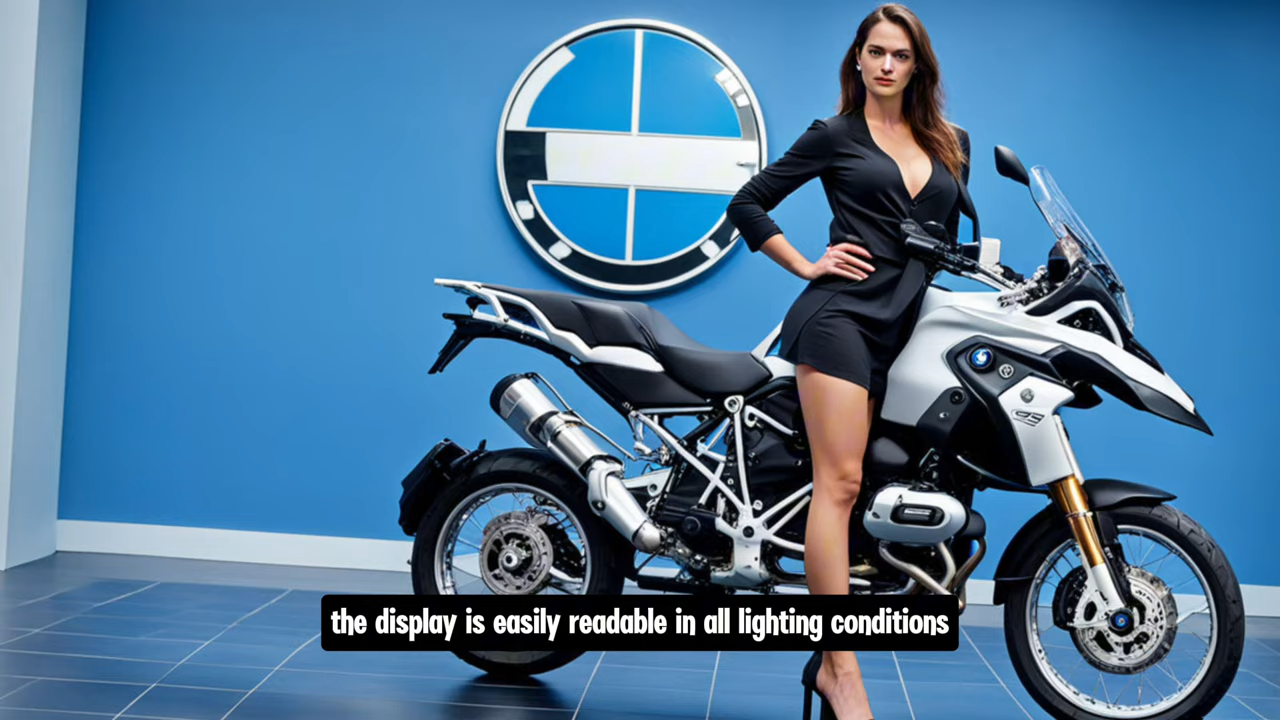 the display is easily readable in all lighting conditions